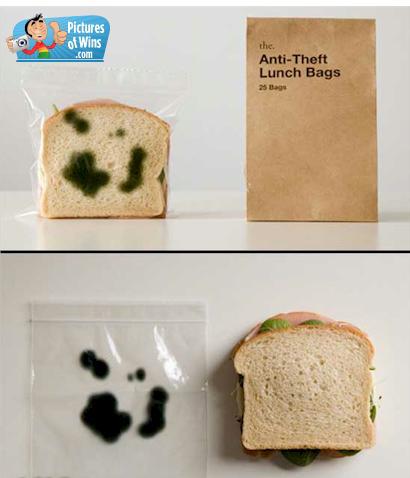 Pictures
of Wins
.com
the.
Anti-Theft
Lunch Bags
25 Bags